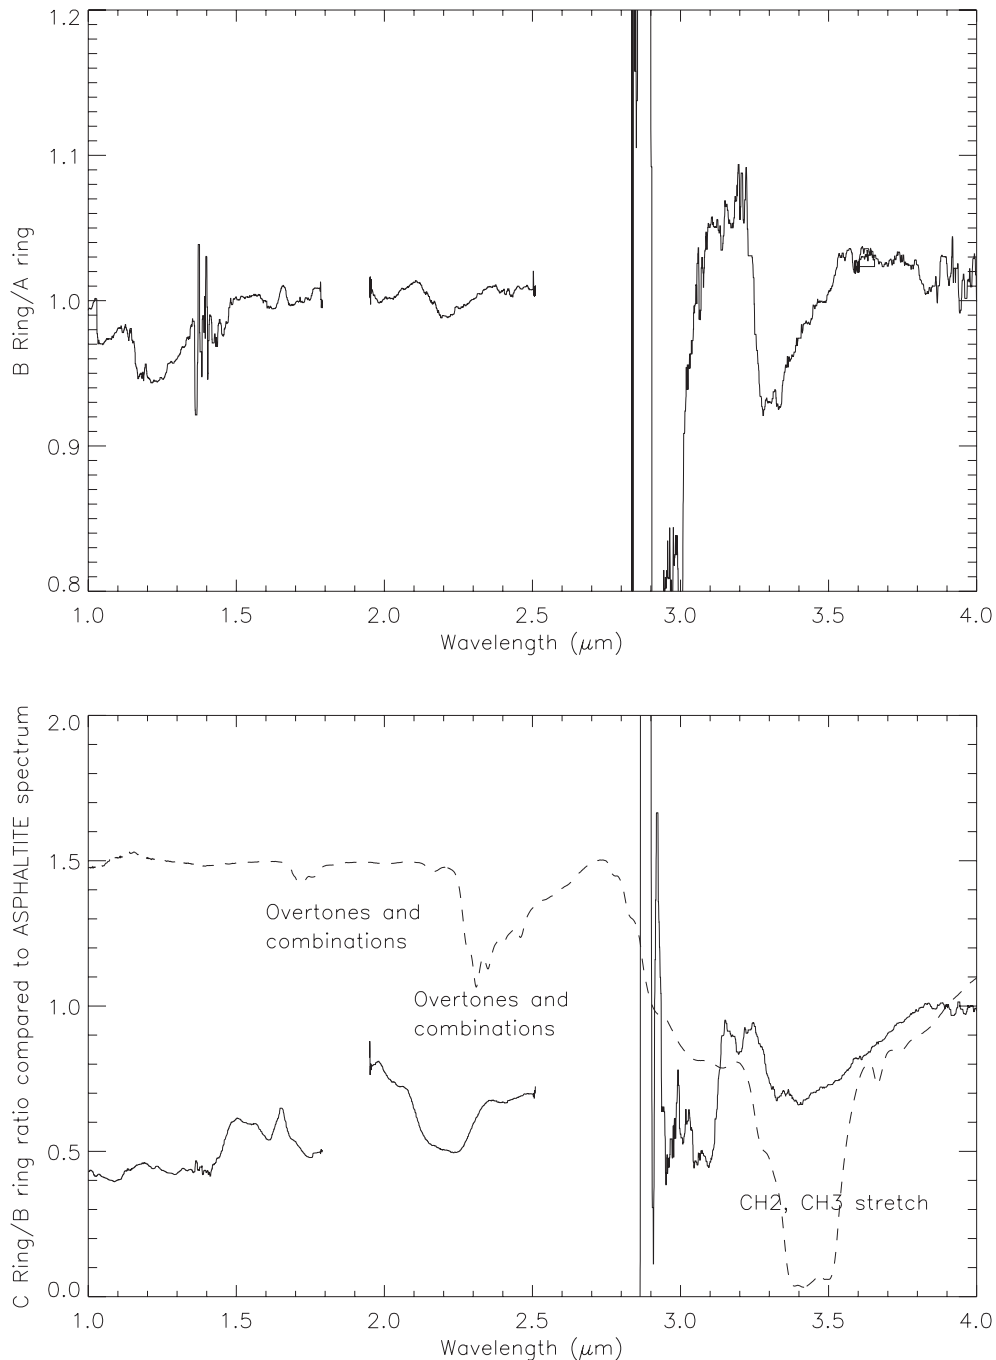 B Ring/A ring
1.2
1.1
1.0
0.9
0.8
1.0 1.5 2.0 2.5 3.0 3.5 4.0
Wavelength (μm)
C Ring/B ring ratio compared to ASPHALTITE spectrum
2.0
1.5
1.0
0.5
0.0
Overtones and
combinations
Overtones and
combinations
CH2, CH3 stretch
1.0 1.5 2.0 2.5 3.0 3.5 4.0
Wavelength (μm)